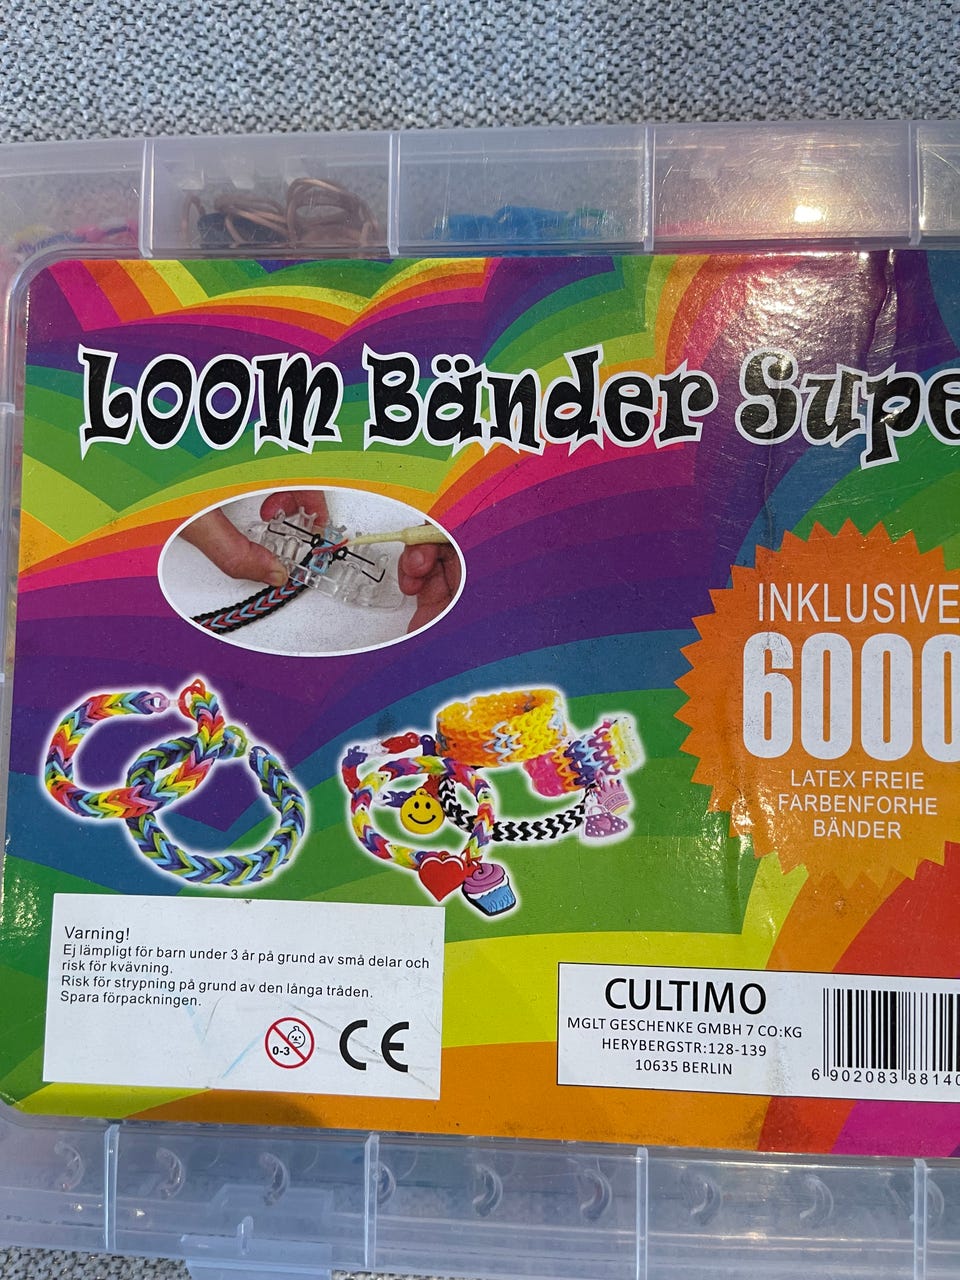 LOOM Bänder Supe
INKLUSIVE
6000
LATEX FREIE
FARBENFORHE
BÄNDER
Varning!
Ej lämpligt för barn under 3 år på grund av små delar och
risk för kvävning.
Risk för strypning på grund av den långa tråden.
Spara förpackningen.
0-3
CE
CULTIMO
MGLT GESCHENKE GMBH 7 CO:KG
HERYBERGSTR:128-139
10635 BERLIN
6 902083 88140